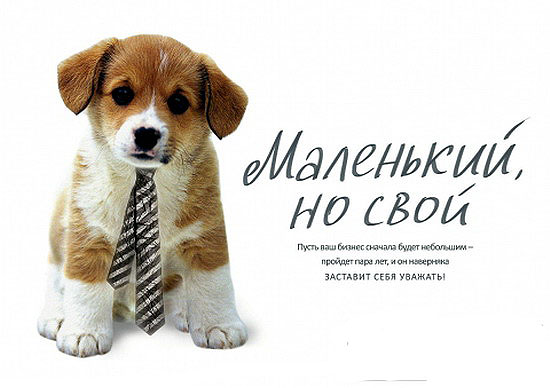 Маленький,
но свой
Пусть ваш бизнес сначала будет небольшим –
пройдет пара лет, и он наверняка
ЗАСТАВИТ СЕБЯ УВАЖАТЬ!